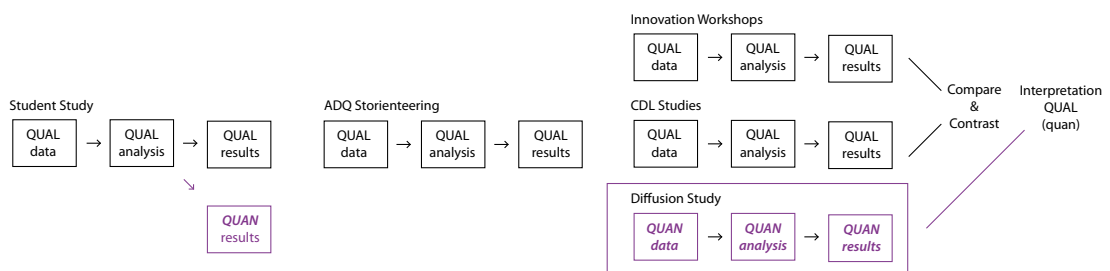 Student Study
QUAL
data
QUAL
analysis
QUAL
results
QUAN
results
ADQ Storienteering
QUAL
data
QUAL
analysis
QUAL
results
Innovation Workshops
QUAL
data
QUAL
analysis
QUAL
results
CDL Studies
QUAL
data
QUAL
analysis
QUAL
results
Diffusion Study
QUAN
data
QUAN
analysis
QUAN
results
Compare
&
Contrast
Interpretation
QUAL
(quan)